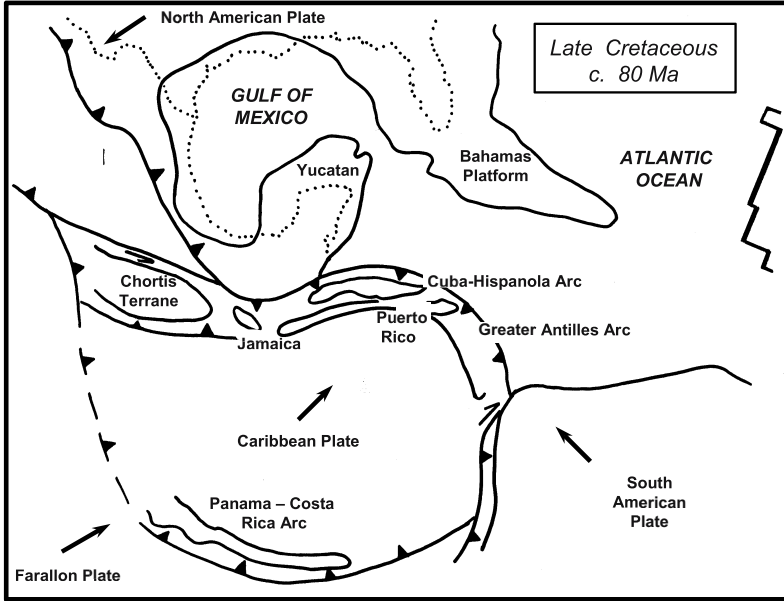 North American Plate
Late Cretaceous
c. 80 Ma
GULF OF
MEXICO
Yucatan
Bahamas
Platform
ATLANTIC
OCEAN
Chortis
Terrane
Cuba-Hispanola Arc
Puerto
Rico
Greater Antilles Arc
Jamaica
Caribbean Plate
South
American
Plate
Panama – Costa
Rica Arc
Farallon Plate